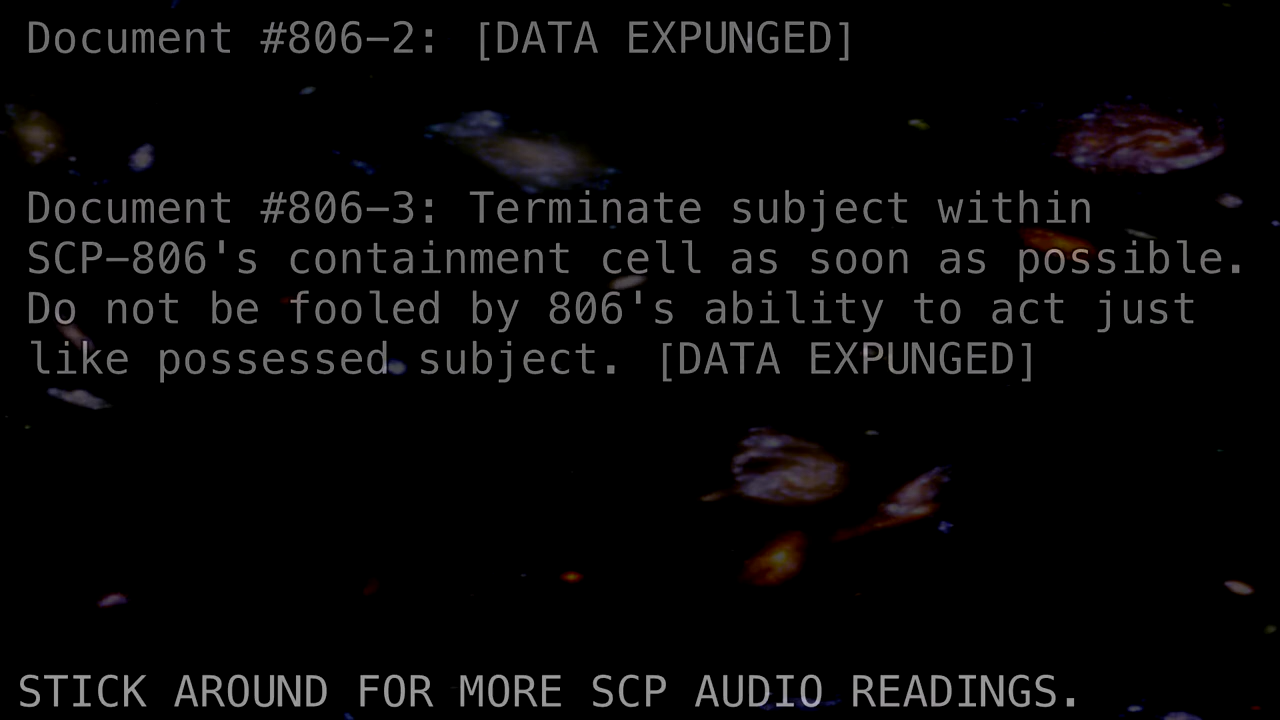 Document #806-2: [DATA EXPUNGED]
Document #806-3: Terminate subject within
SCP-806's containment cell as soon as possible.
Do not be fooled by 806's ability to act just
like possessed subject. [DATA EXPUNGED]
STICK AROUND FOR MORE SCP AUDIO READINGS.